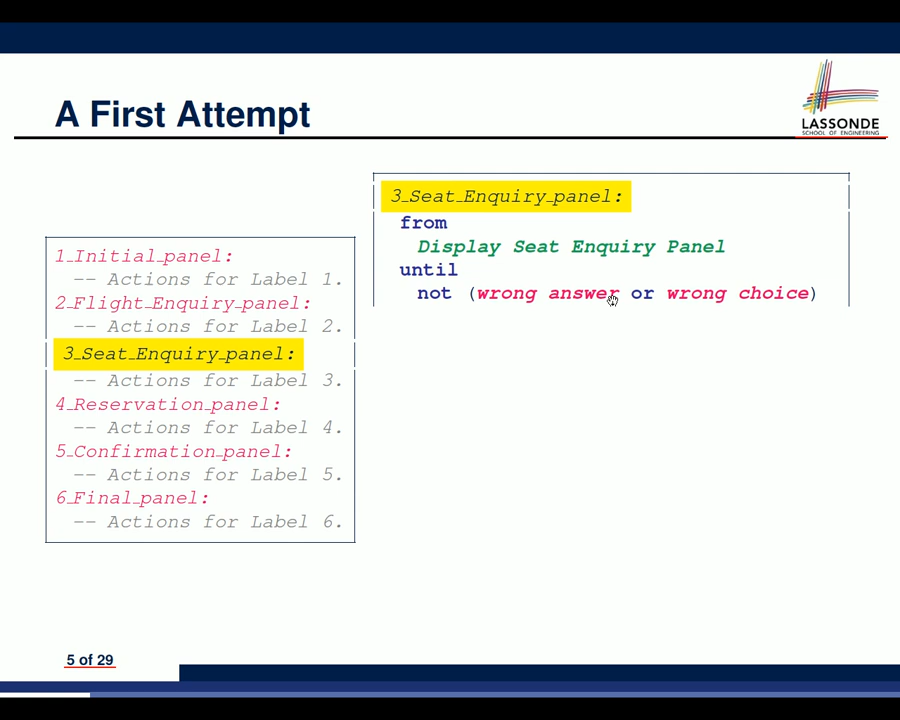 A First Attempt
LASSONDE
SCHOOL OF ENGINEERING
1_Initial_panel:
-- Actions for Label 1.
2_Flight_Enquiry_panel:
-- Actions for Label 2.
3_Seat_Enquiry_panel:
-- Actions for Label 3.
4_Reservation_panel:
-- Actions for Label 4.
5_Confirmation_panel:
-- Actions for Label 5.
6_Final_panel:
-- Actions for Label 6.
3_Seat_Enquiry_panel:
from
Display Seat Enquiry Panel
until
not (wrong answer or wrong choice)
5 of 29